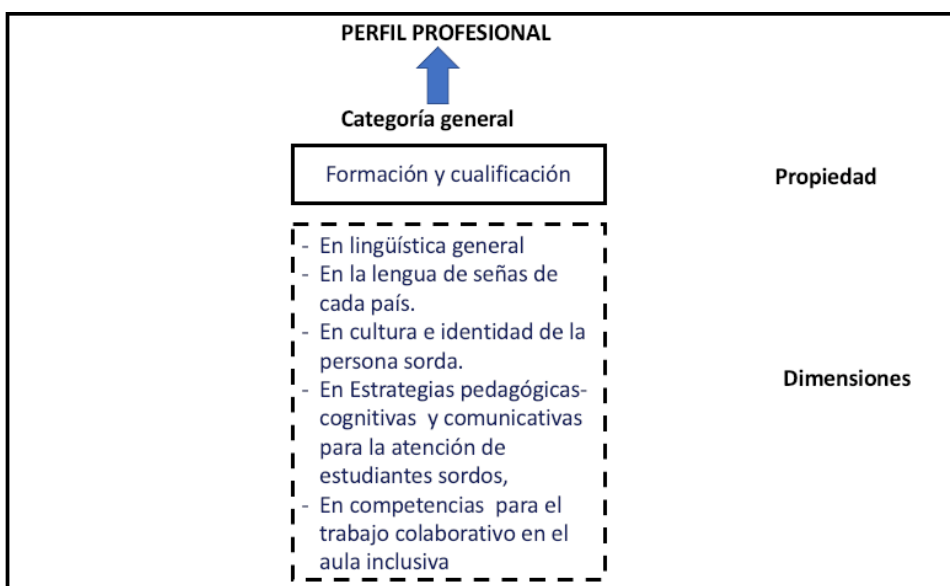 PERFIL PROFESIONAL
Categoría general
Formación y cualificación
Propiedad
- En lingüística general
- En la lengua de señas de
cada país.
- En cultura e identidad de la
persona sorda.
- En Estrategias pedagógicas-
cognitivas y comunicativas
para la atención de
estudiantes sordos,
- En competencias para el
trabajo colaborativo en el
aula inclusiva
Dimensiones